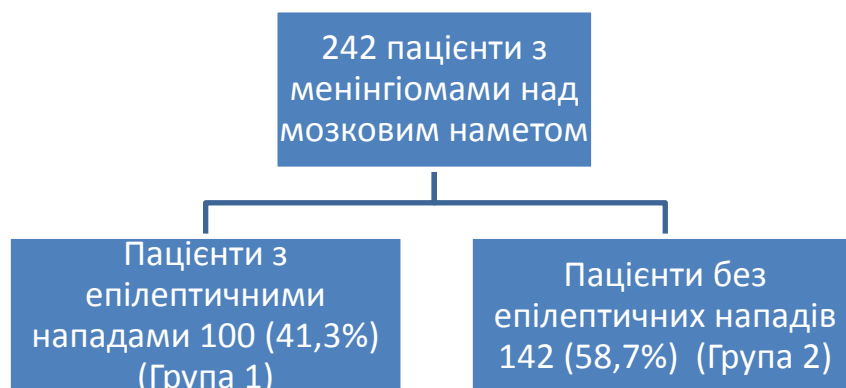 242 пацієнти з
менінгіомами над
мозковим наметом
Пацієнти з
епілептичними
нападами 100 (41,3%)
(Група 1)
Пацієнти без
епілептичних нападів
142 (58,7%) (Група 2)